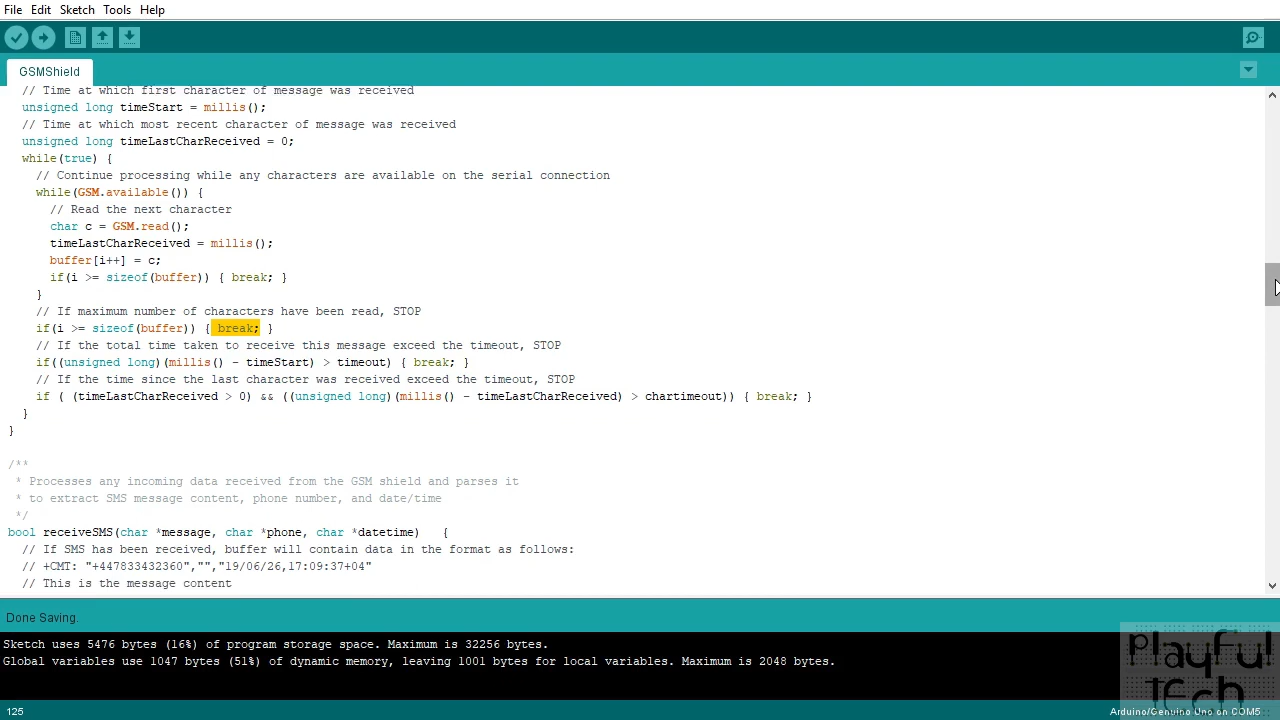 File Edit Sketch Tools Help
GSMShield
// Time at which first character of message was received
unsigned long timeStart = millis();
// Time at which most recent character of message was received
unsigned long timeLastCharReceived = 0;
while(true) {
// Continue processing while any characters are available on the serial connection
while(GSM.available()) {
// Read the next character
char c = GSM.read();
timeLastCharReceived = millis();
buffer[i++] = c;
if(i >= sizeof(buffer)) { break; }
}
// If maximum number of characters have been read, STOP
if(i >= sizeof(buffer)) { break; }
// If the total time taken to receive this message exceed the timeout, STOP
if((unsigned long)(millis() - timeStart) > timeout) { break; }
// If the time since the last character was received exceed the timeout, STOP
if ( (timeLastCharReceived > 0) && ((unsigned long)(millis() - timeLastCharReceived) > chartimeout)) { break; }
}
}
/**
* Processes any incoming data received from the GSM shield and parses it
* to extract SMS message content, phone number, and date/time
*/
bool receiveSMS(char *message, char *phone, char *datetime) {
// If SMS has been received, buffer will contain data in the format as follows:
// +CMT: "+447833432360","","19/06/26,17:09:37+04"
// This is the message content
Done Saving.
Sketch uses 5476 bytes (16%) of program storage space. Maximum is 32256 bytes.
Global variables use 1047 bytes (51%) of dynamic memory, leaving 1001 bytes for local variables. Maximum is 2048 bytes.
Playful
Tech
125
Arduino/Genuino Uno on COM5